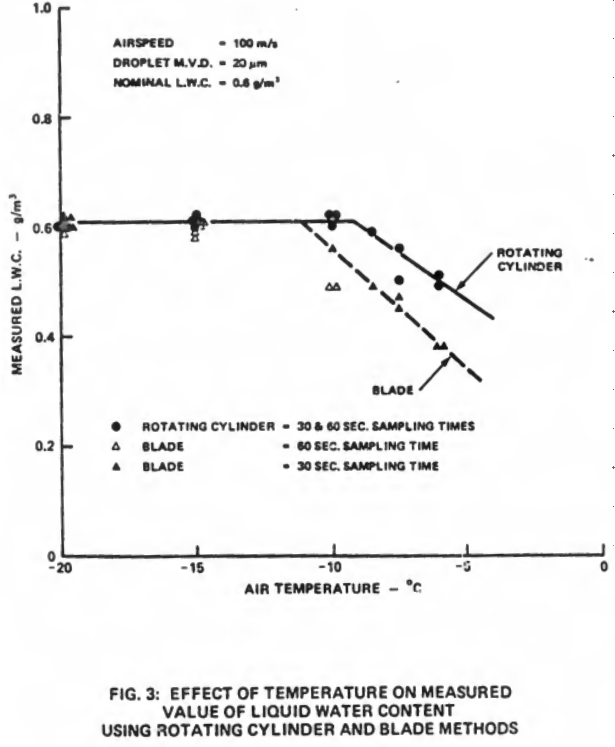 1.0
AIRSPEED = 100 m/s
DROPLET M.V.D. = 20 μm
NOMINAL L.W.C. = 0.6 g/m³
0.8
0.6
ROTATING
CYLINDER
MEASURED L.W.C. – g/m³
0.4
BLADE
● ROTATING CYLINDER = 30 & 60 SEC. SAMPLING TIMES
△ BLADE = 60 SEC. SAMPLING TIME
▲ BLADE = 30 SEC. SAMPLING TIME
0.2
0
-20 -15 -10 -5 0
AIR TEMPERATURE – °C
FIG. 3: EFFECT OF TEMPERATURE ON MEASURED
VALUE OF LIQUID WATER CONTENT
USING ROTATING CYLINDER AND BLADE METHODS